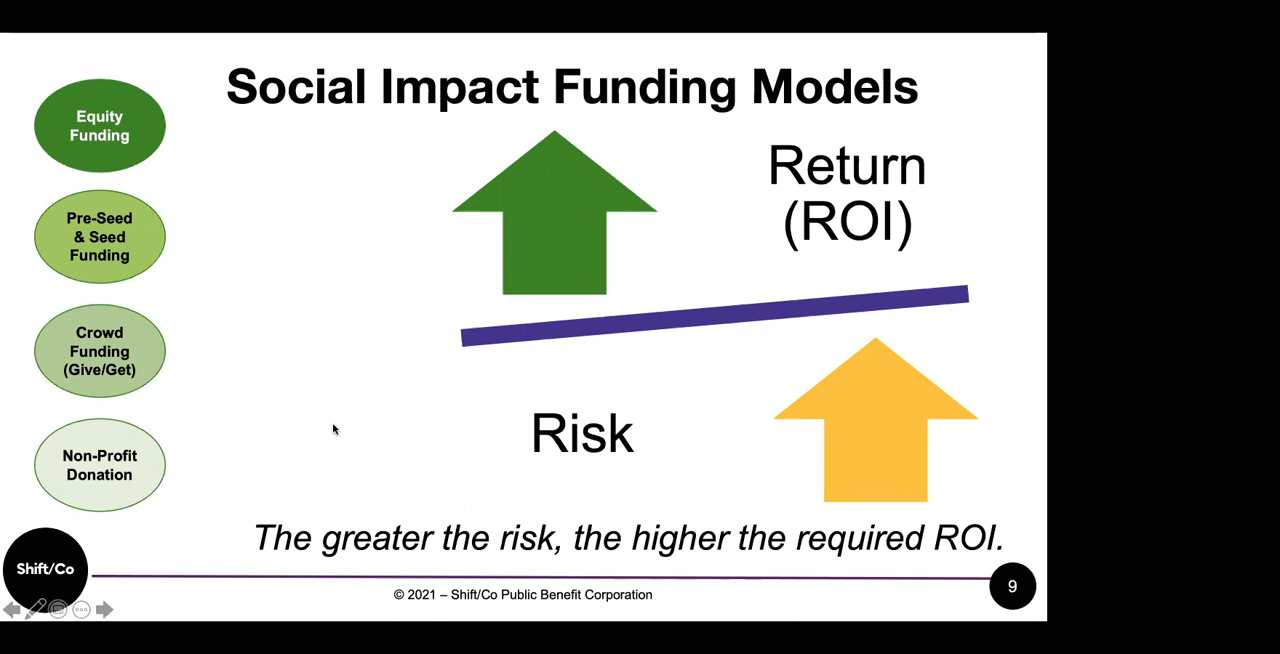 Social Impact Funding Models
Equity
Funding
Pre-Seed
& Seed
Funding
Crowd
Funding
(Give/Get)
Non-Profit
Donation
Return
(ROI)
Risk
The greater the risk, the higher the required ROI.
Shift/Co
© 2021 – Shift/Co Public Benefit Corporation
9